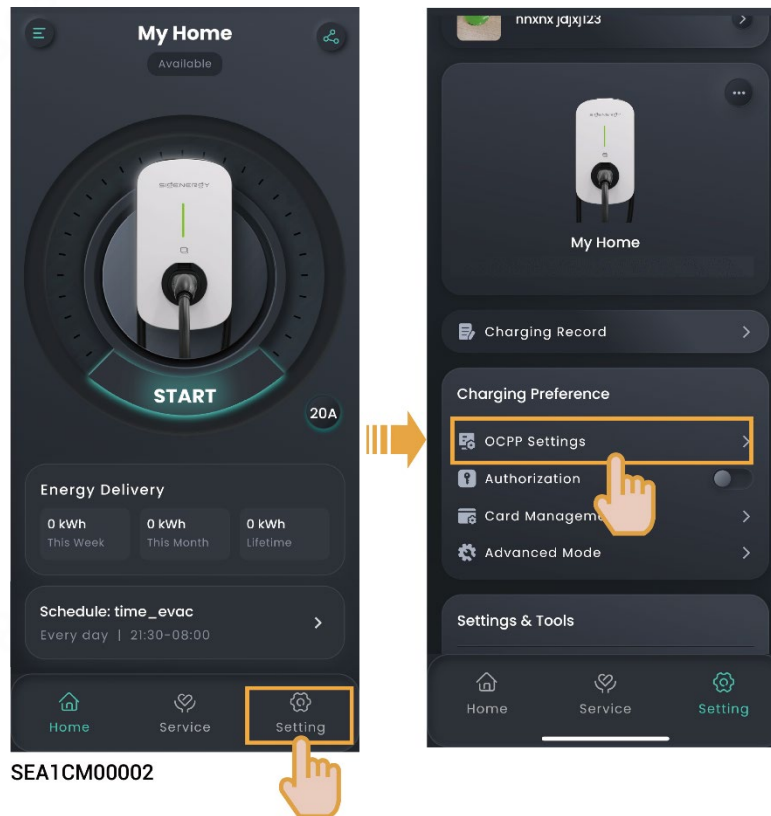 My Home
Available
SIGENERGY
START
20A
Energy Delivery
0 kWh 0 kWh 0 kWh
This Week This Month Lifetime
Schedule: time_evac
Every day | 21:30-08:00
Home Service Setting
SEA1CM00002
nnxnx jdjxj123
SIGENERGY
My Home
Charging Record
Charging Preference
OCPP Settings
Authorization
Card Manageme
Advanced Mode
Settings & Tools
Home Service Setting